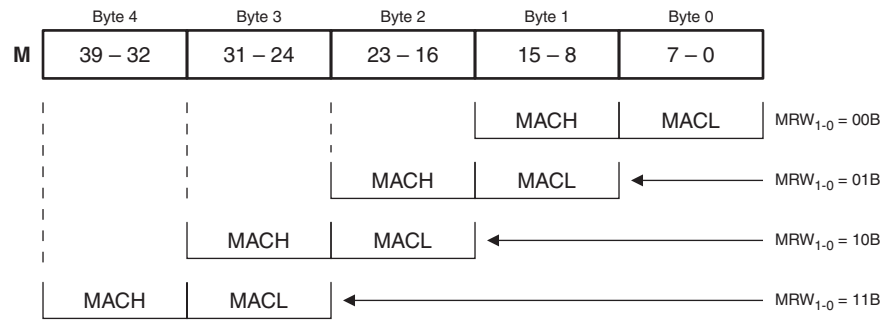 Byte 4 Byte 3 Byte 2 Byte 1 Byte 0
M 39 – 32 31 – 24 23 – 16 15 – 8 7 – 0
MACH MACL MRW1-0 = 00B
MACH MACL MRW1-0 = 01B
MACH MACL MRW1-0 = 10B
MACH MACL MRW1-0 = 11B